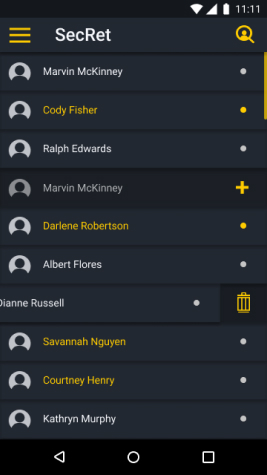 11:11
SecRet
Marvin McKinney
Cody Fisher
Ralph Edwards
Marvin McKinney
Darlene Robertson
Albert Flores
Dianne Russell
Savannah Nguyen
Courtney Henry
Kathryn Murphy